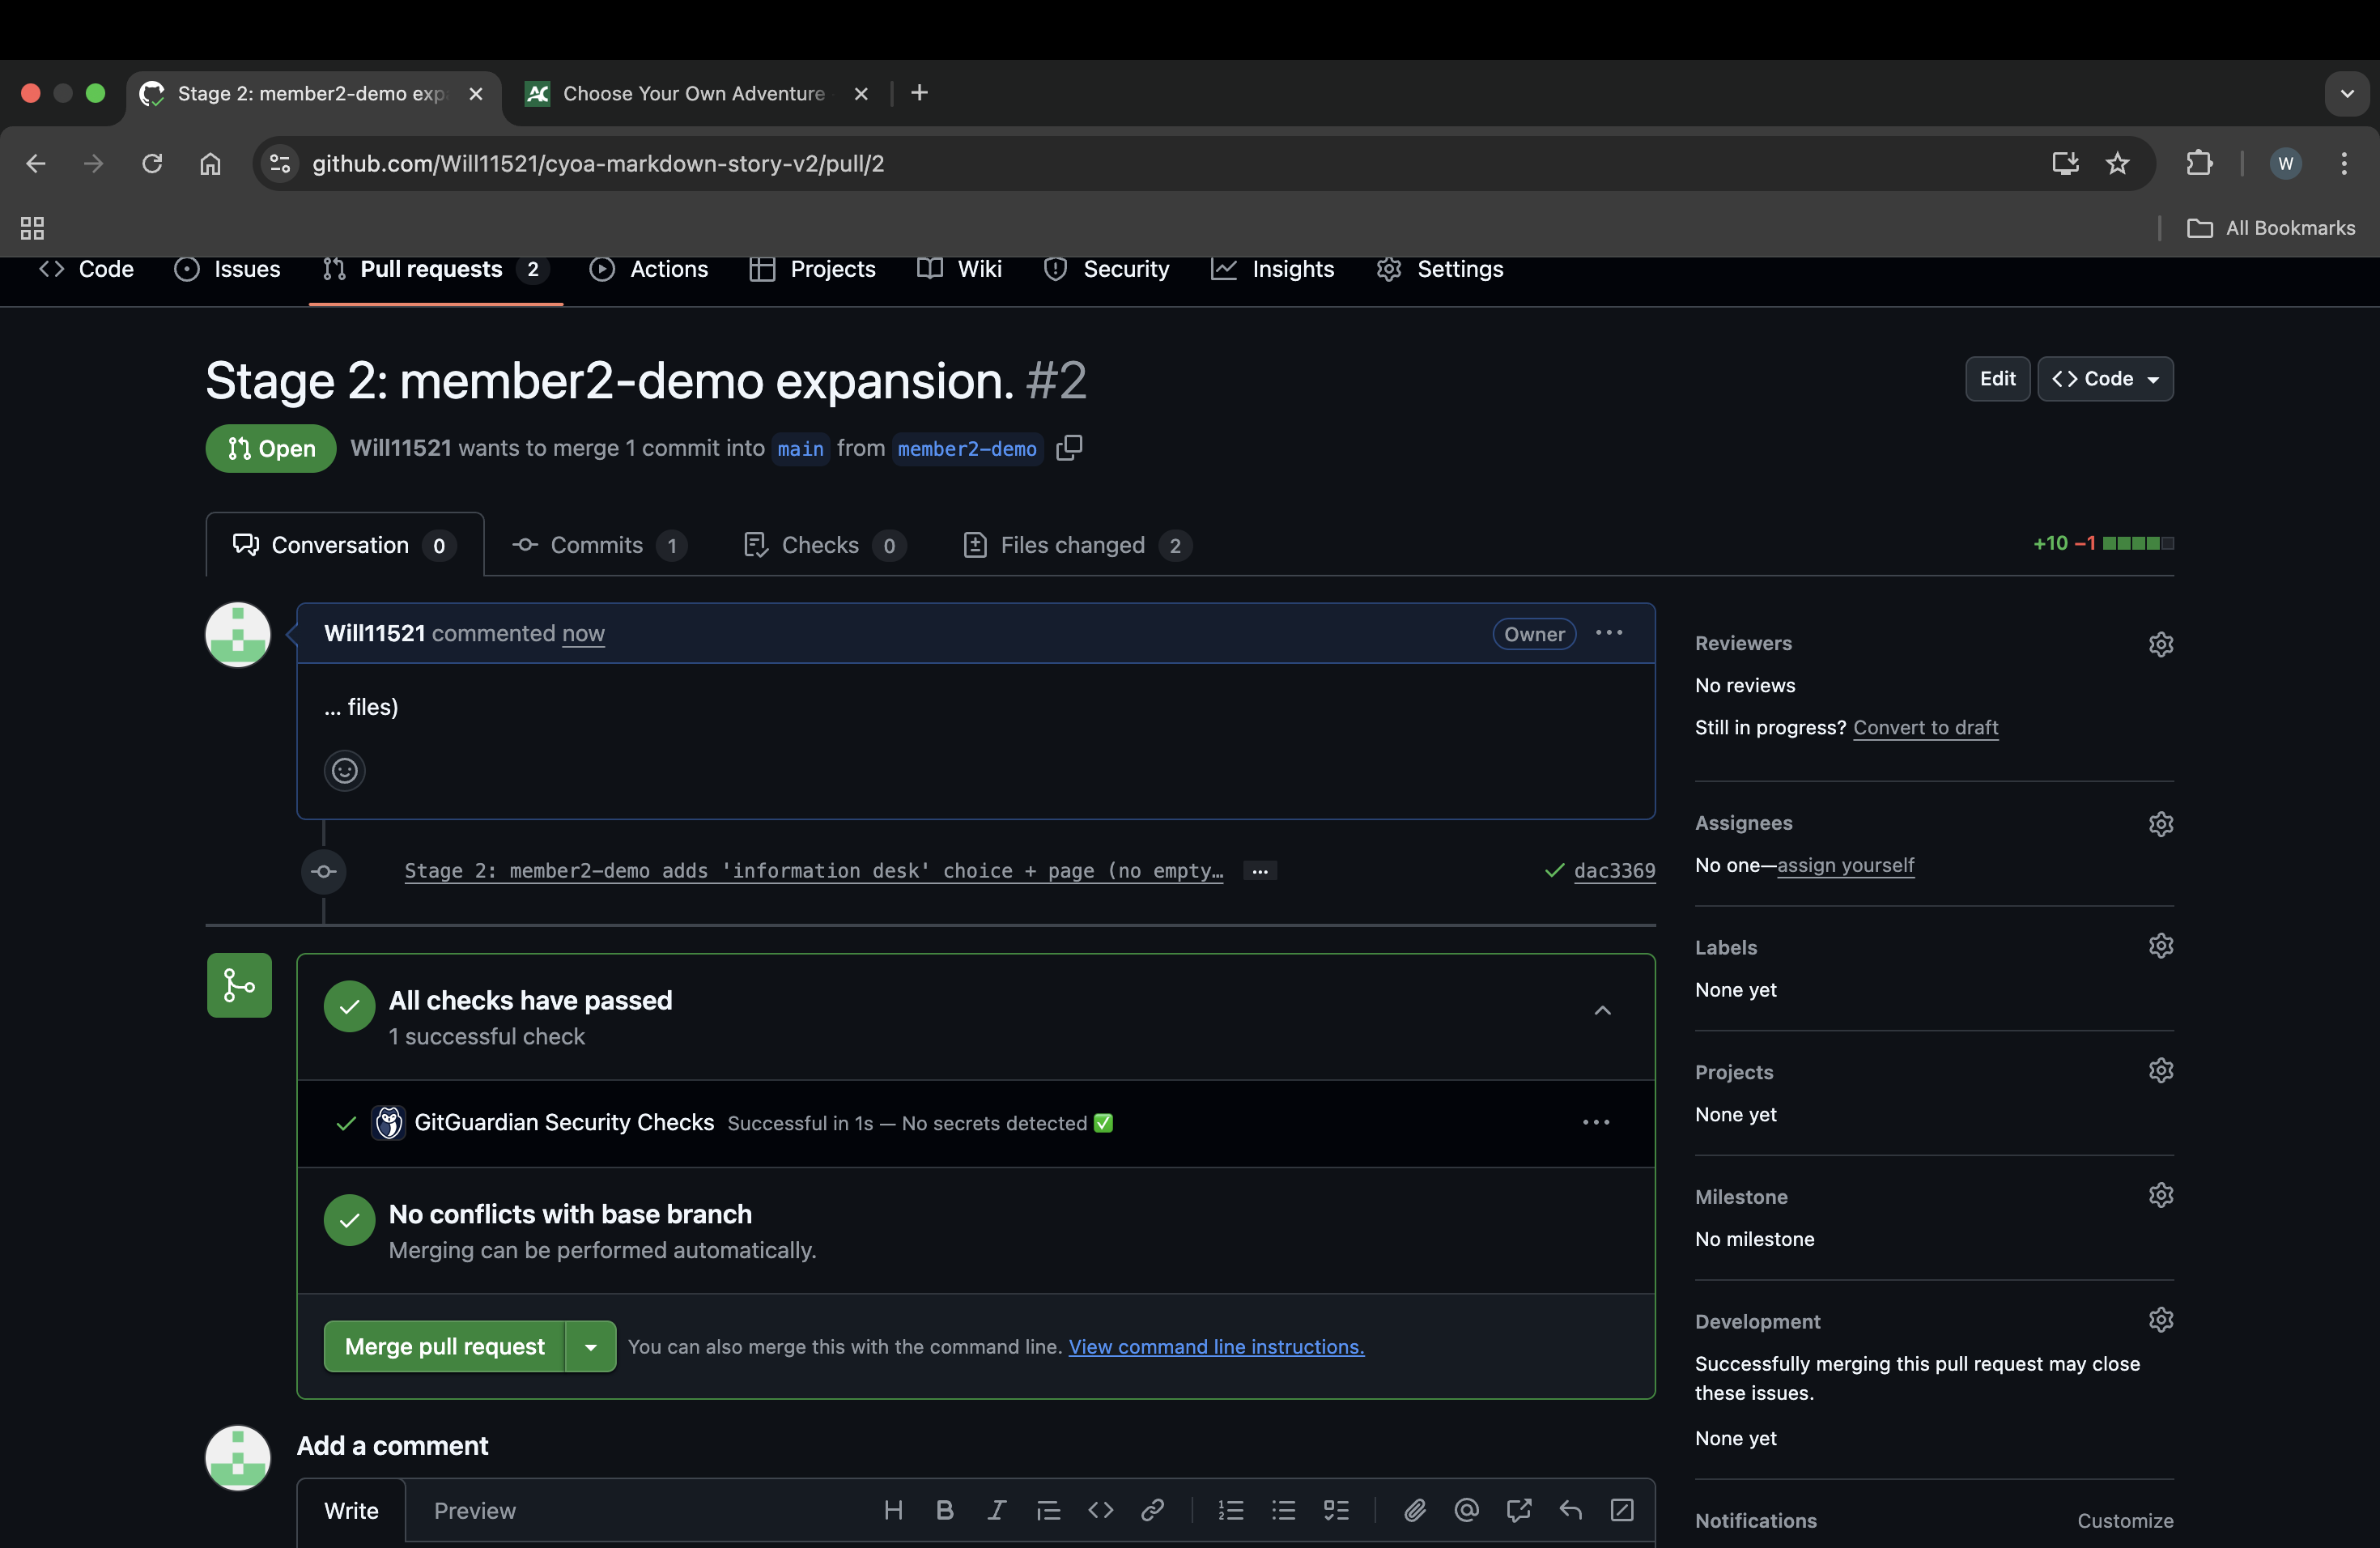 Stage 2: member2-demo exp
Choose Your Own Adventure
github.com/Will11521/cyoa-markdown-story-v2/pull/2
W
All Bookmarks
Code
Issues
Pull requests 2
Actions
Projects
Wiki
Security
Insights
Settings
Stage 2: member2-demo expansion. #2
Edit
Code
Open
Will11521 wants to merge 1 commit into main from member2-demo
Conversation 0
Commits 1
Checks 0
Files changed 2
+10 −1
Will11521 commented now
Owner
... files)
Stage 2: member2-demo adds 'information desk' choice + page (no empty…
dac3369
All checks have passed
1 successful check
GitGuardian Security Checks Successful in 1s — No secrets detected ✅
No conflicts with base branch
Merging can be performed automatically.
Merge pull request
You can also merge this with the command line. View command line instructions.
Add a comment
Write
Preview
Reviewers
No reviews
Still in progress? Convert to draft
Assignees
No one—assign yourself
Labels
None yet
Projects
None yet
Milestone
No milestone
Development
Successfully merging this pull request may close
these issues.
None yet
Notifications
Customize